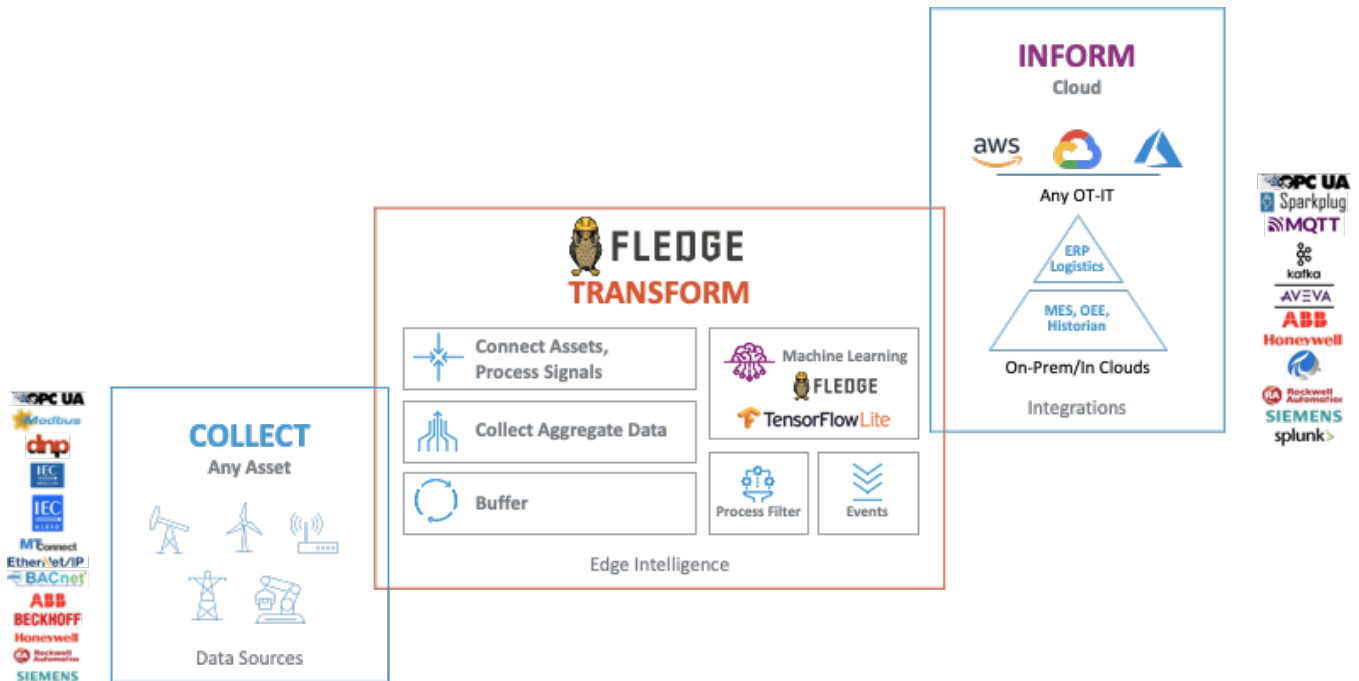 OPC UA
Modbus
dnp
IEC
IEC
MTConnect
EtherNet/IP
BACnet
ABB
BECKHOFF
Honeywell
Rockwell
Automation
SIEMENS
COLLECT
Any Asset
Data Sources
FLEDGE
TRANSFORM
Connect Assets,
Process Signals
Collect Aggregate Data
Buffer
Machine Learning
FLEDGE
TensorFlow Lite
Process Filter
Events
Edge Intelligence
INFORM
Cloud
aws
Any OT-IT
ERP
Logistics
MES, OEE,
Historian
On-Prem/In Clouds
Integrations
OPC UA
Sparkplug
MQTT
kafka
AVEVA
ABB
Honeywell
Rockwell
Automation
SIEMENS
splunk>